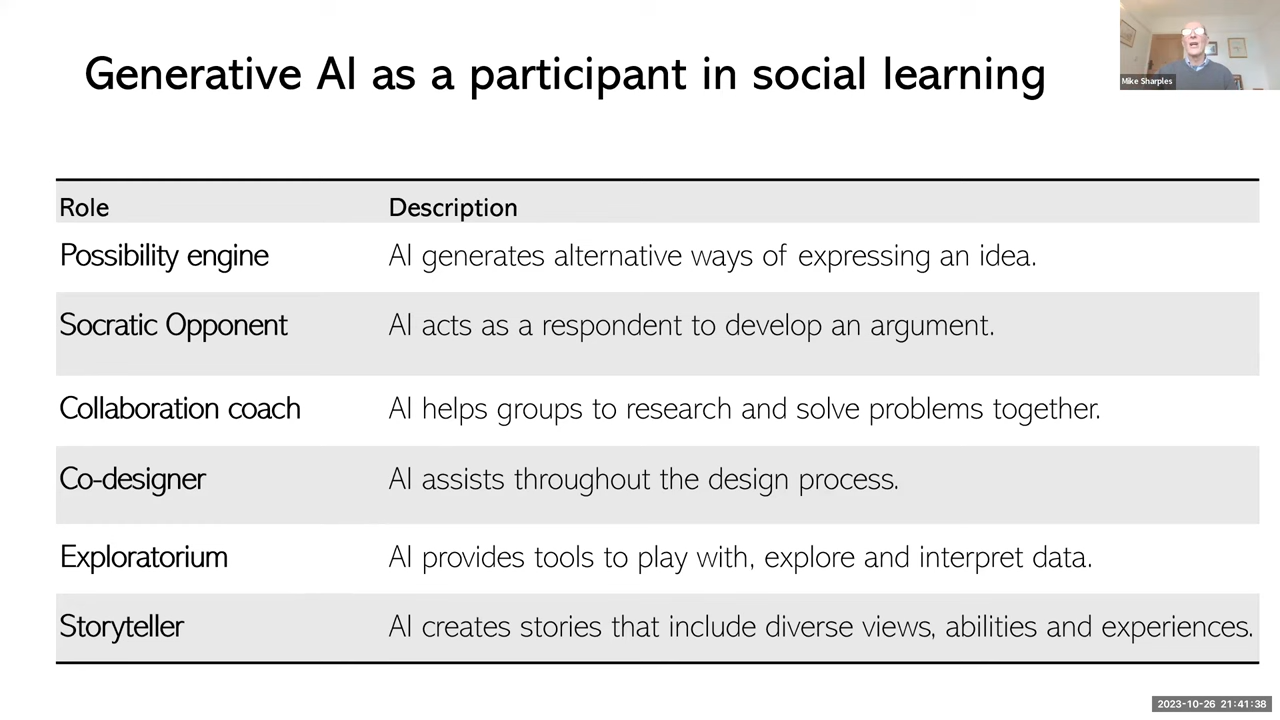 Generative AI as a participant in social learning
Mike Sharples
Role Description
Possibility engine AI generates alternative ways of expressing an idea.
Socratic Opponent AI acts as a respondent to develop an argument.
Collaboration coach AI helps groups to research and solve problems together.
Co-designer AI assists throughout the design process.
Exploratorium AI provides tools to play with, explore and interpret data.
Storyteller AI creates stories that include diverse views, abilities and experiences.
2023-10-26 21:41:38